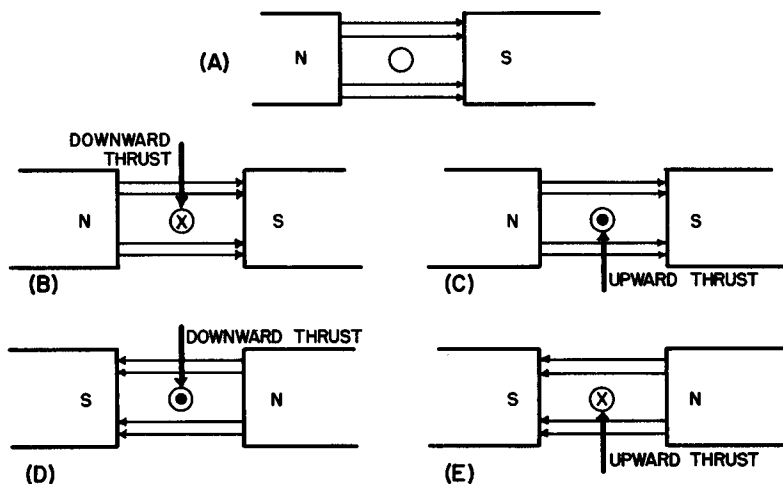 (A)
N
S
DOWNWARD
THRUST
N
X
S
(B)
N
S
UPWARD THRUST
(C)
DOWNWARD THRUST
S
N
(D)
S
X
N
UPWARD THRUST
(E)